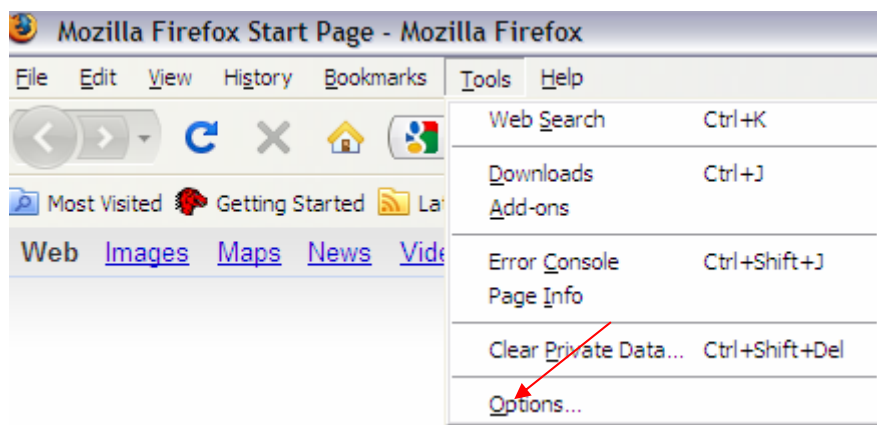 Mozilla Firefox Start Page - Mozilla Firefox
File Edit View History Bookmarks Tools Help
Web Search Ctrl+K
Downloads Ctrl+J
Add-ons
Error Console Ctrl+Shift+J
Page Info
Clear Private Data... Ctrl+Shift+Del
Options...
Most Visited Getting Started
Web Images Maps News